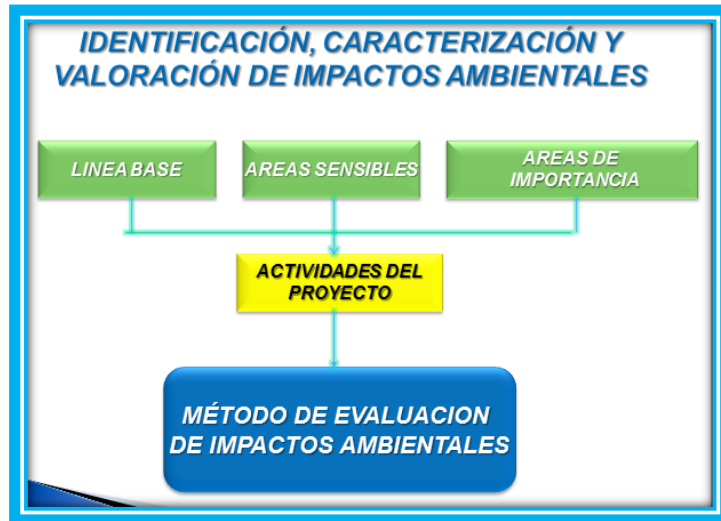 IDENTIFICACIÓN, CARACTERIZACIÓN Y
VALORACIÓN DE IMPACTOS AMBIENTALES
LINEA BASE
AREAS SENSIBLES
AREAS DE
IMPORTANCIA
ACTIVIDADES DEL
PROYECTO
MÉTODO DE EVALUACION
DE IMPACTOS AMBIENTALES